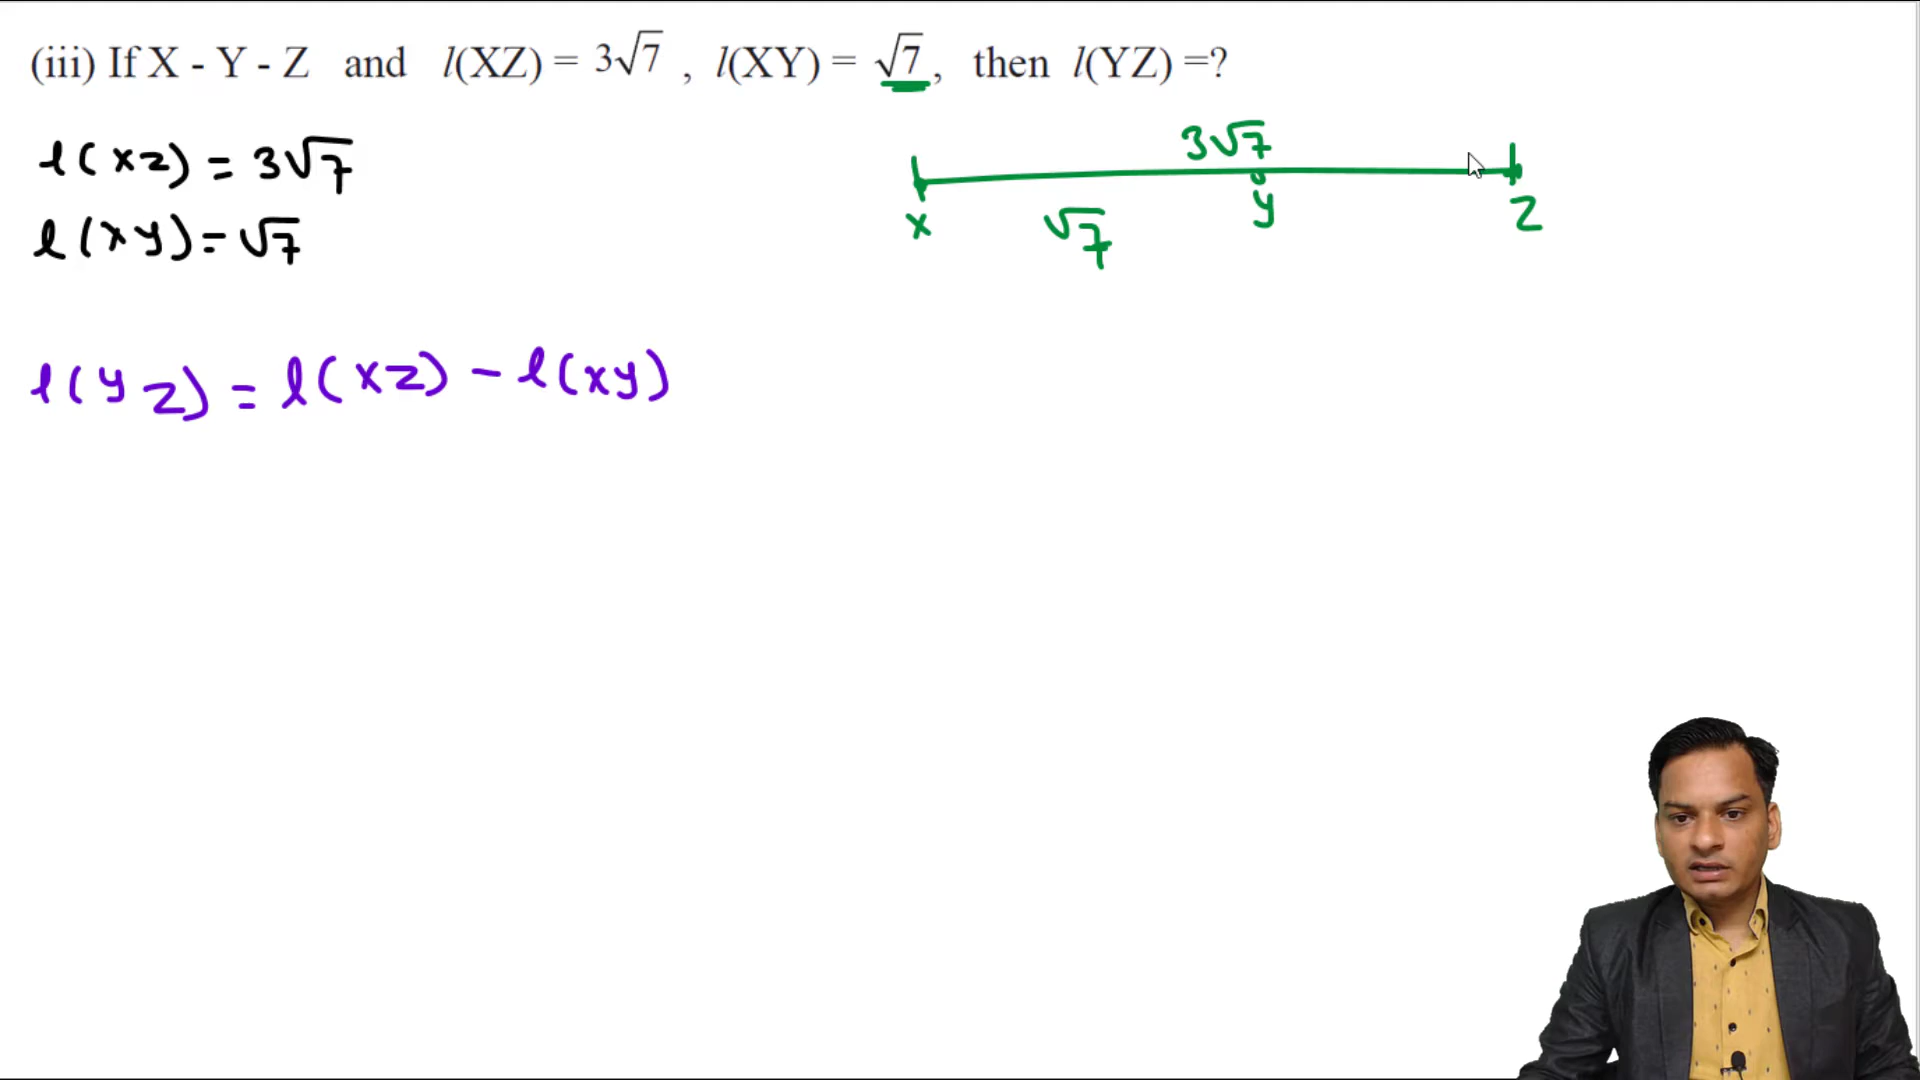 (iii) If X - Y - Z and l(XZ) = 3√7 , l(XY) = √7, then l(YZ) =?
l(xz) = 3√7
l(xy) = √7
3√7
x √7 y z
l(yz) = l(xz) - l(xy)